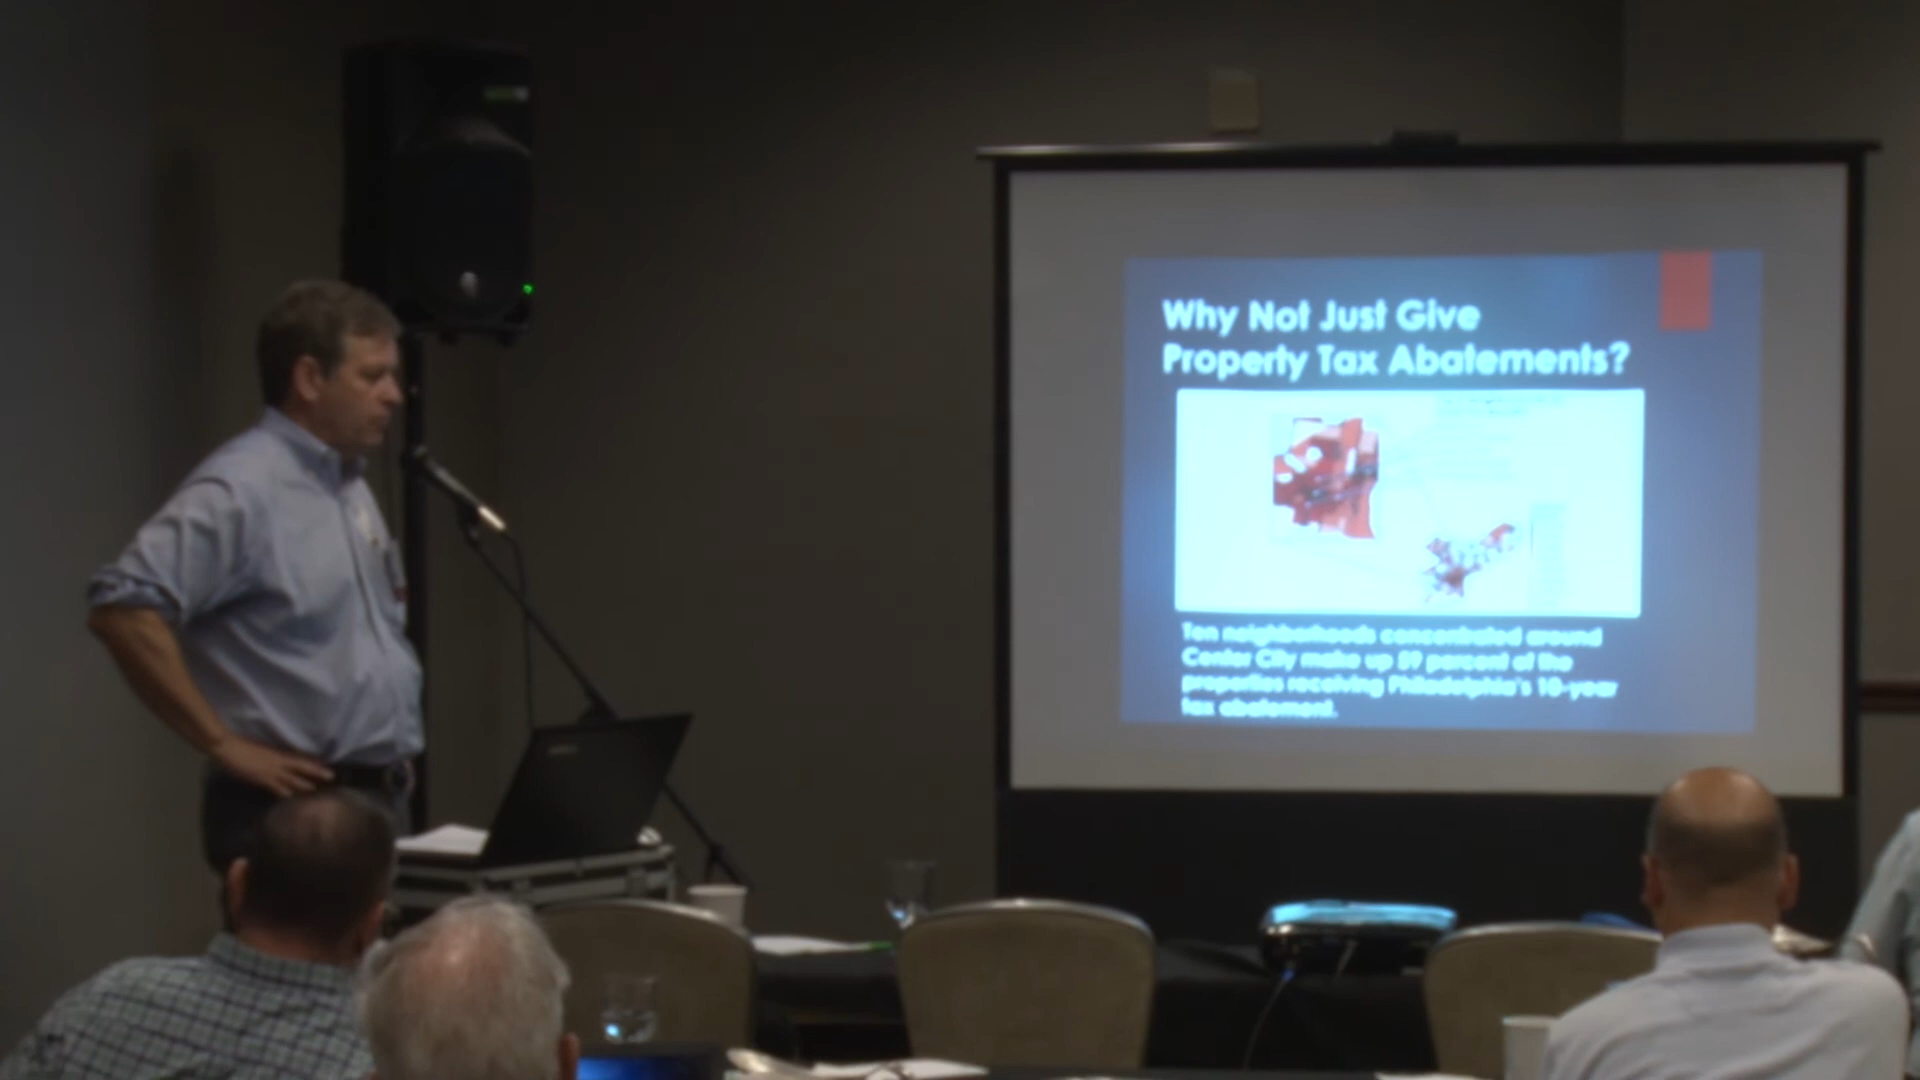 Why Not Just Give
Property Tax Abatements?
Ten neighborhoods concentrated around
Center City make up 59 percent of the
properties receiving Philadelphia's 10-year
tax abatement.